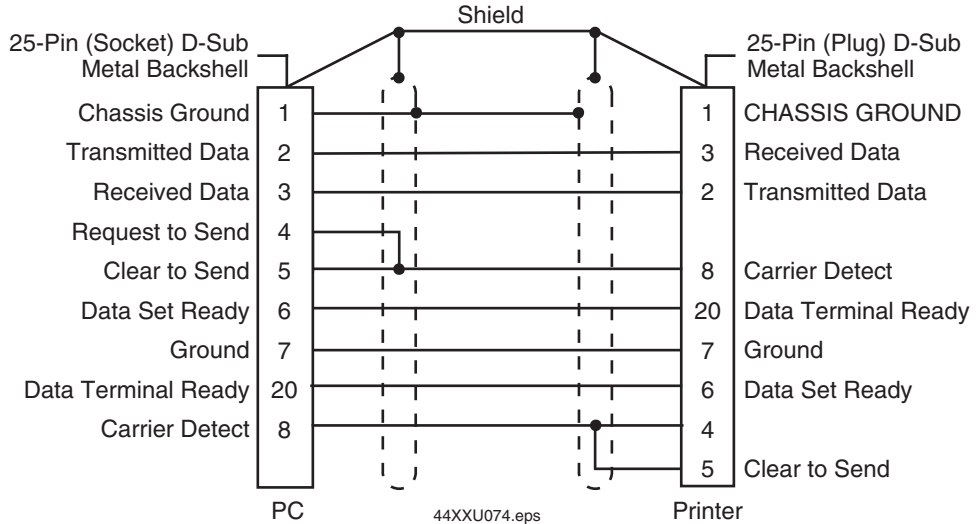 Shield
25-Pin (Socket) D-Sub
Metal Backshell
25-Pin (Plug) D-Sub
Metal Backshell
Chassis Ground 1 1 CHASSIS GROUND
Transmitted Data 2 3 Received Data
Received Data 3 2 Transmitted Data
Request to Send 4
Clear to Send 5 8 Carrier Detect
Data Set Ready 6 20 Data Terminal Ready
Ground 7 7 Ground
Data Terminal Ready 20 6 Data Set Ready
Carrier Detect 8 4
5 Clear to Send
PC 44XXU074.eps Printer